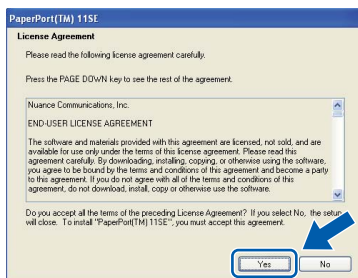 PaperPort(TM) 11SE
License Agreement
Please read the following license agreement carefully.
Press the PAGE DOWN key to see the rest of the agreement.
Nuance Communications, Inc.
END-USER LICENSE AGREEMENT
The software and materials provided with this agreement are licensed, not sold, and are
available for use only under the terms of this license agreement. Please read this
agreement carefully. By downloading, installing, copying, or otherwise using the software,
you agree to be bound by the terms and conditions of this agreement and become a party
to this agreement. If you do not agree with all of the terms and conditions of this
agreement, do not download, install, copy or otherwise use the software.
Do you accept all the terms of the preceding License Agreement? If you select No, the setup
will close. To install "PaperPort(TM) 11SE", you must accept this agreement.
Yes
No